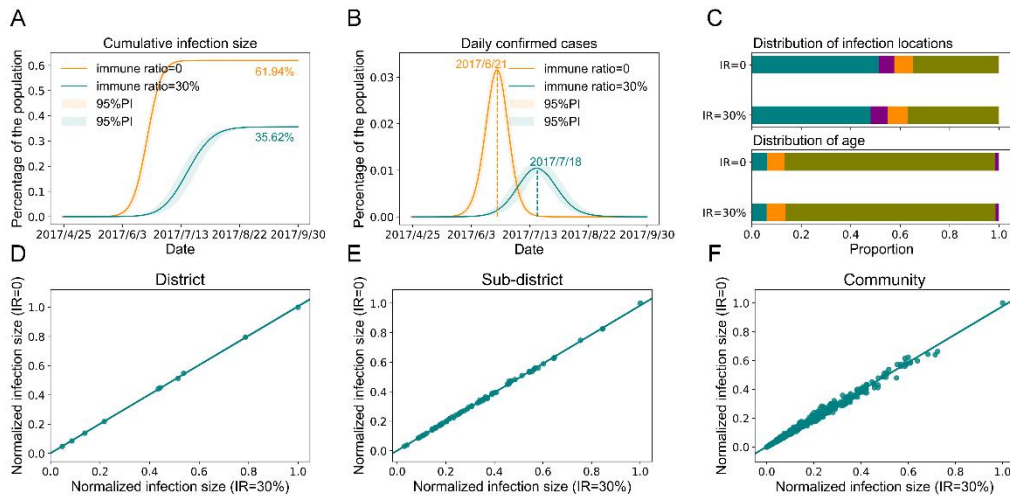 A
Cumulative infection size
Percentage of the population
0.6
0.5
0.4
0.3
0.2
0.1
0.0
immune ratio=0
61.94%
immune ratio=30%
95%PI
95%PI
35.62%
2017/4/25 2017/6/3 2017/7/13 2017/8/22 2017/9/30
Date
B
Daily confirmed cases
Percentage of the population
0.03
0.02
0.01
0.00
2017/6/21
immune ratio=0
immune ratio=30%
95%PI
95%PI
2017/7/18
2017/4/25 2017/6/3 2017/7/13 2017/8/22 2017/9/30
Date
C
Distribution of infection locations
IR=0
IR=30%
Distribution of age
IR=0
IR=30%
0.0 0.2 0.4 0.6 0.8 1.0
Proportion
D
District
Normalized infection size (IR=0)
1.0
0.8
0.6
0.4
0.2
0.0
0.0 0.2 0.4 0.6 0.8 1.0
Normalized infection size (IR=30%)
E
Sub-district
Normalized infection size (IR=0)
1.0
0.8
0.6
0.4
0.2
0.0
0.0 0.2 0.4 0.6 0.8 1.0
Normalized infection size (IR=30%)
F
Community
Normalized infection size (IR=0)
1.0
0.8
0.6
0.4
0.2
0.0
0.0 0.2 0.4 0.6 0.8 1.0
Normalized infection size (IR=30%)